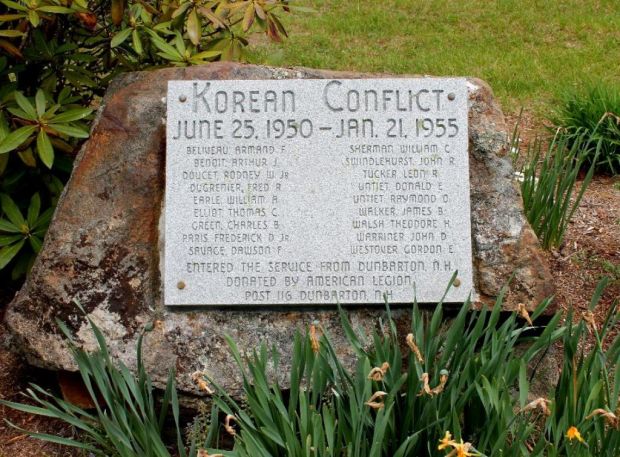 KOREAN CONFLICT
JUNE 25, 1950 – JAN. 21, 1955
BELIVEAU, ARMAND F.
BENOIT, ARTHUR J.
DOUCET, RODNEY W. JR
DUGRENIER, FRED R.
EARLE, WILLIAM A.
ELLIOT, THOMAS C.
GREEN, CHARLES B.
PARIS, FREDERICK D. JR.
SAVAGE, DAWSON F.
SHERMAN, WILLIAM C.
SWINDLEHURST, JOHN R.
TUCKER, LEON R.
UNTIET, DONALD E.
UNTIET, RAYMOND O.
WALKER, JAMES B.
WALSH, THEODORE H.
WARRINER, JOHN D.
WESTOVER, GORDON E.
ENTERED THE SERVICE FROM DUNBARTON, N.H.
DONATED BY AMERICAN LEGION,
POST 116 DUNBARTON, N.H.